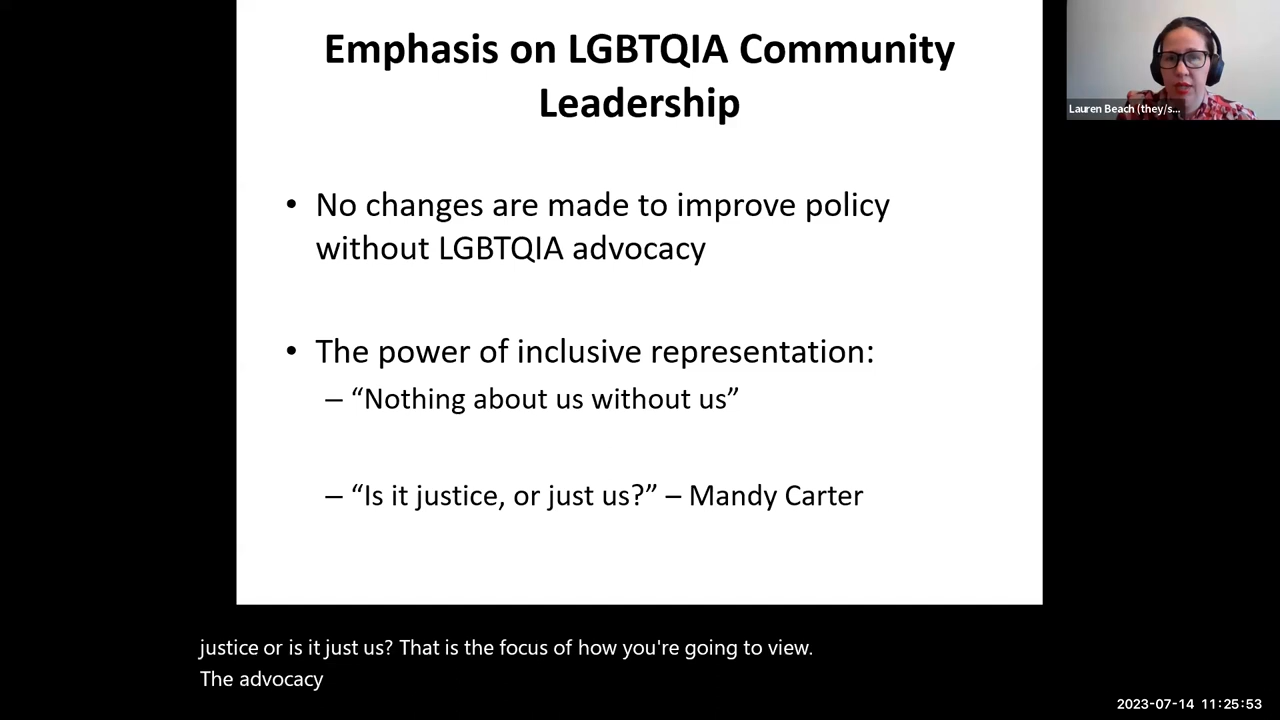 Emphasis on LGBTQIA Community
Leadership
Lauren Beach (they/s...
• No changes are made to improve policy
without LGBTQIA advocacy
• The power of inclusive representation:
– “Nothing about us without us”
– “Is it justice, or just us?” – Mandy Carter
justice or is it just us? That is the focus of how you're going to view.
The advocacy
2023-07-14 11:25:53